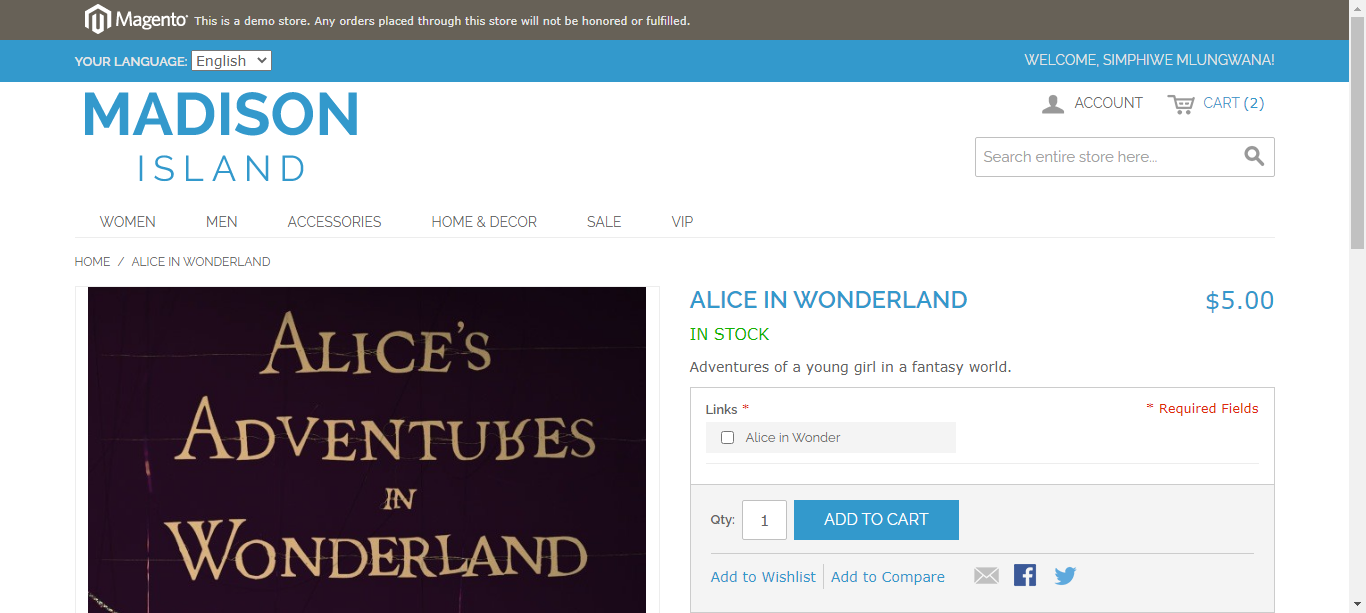 Magento This is a demo store. Any orders placed through this store will not be honored or fulfilled.
YOUR LANGUAGE: English WELCOME, SIMPHIWE MLUNGWANA!
MADISON
ISLAND
ACCOUNT CART (2)
Search entire store here...
WOMEN MEN ACCESSORIES HOME & DECOR SALE VIP
HOME / ALICE IN WONDERLAND
ALICE'S
ADVENTURES
IN
WONDERLAND
ALICE IN WONDERLAND $5.00
IN STOCK
Adventures of a young girl in a fantasy world.
Links * * Required Fields
Alice in Wonder
Qty: 1 ADD TO CART
Add to Wishlist Add to Compare